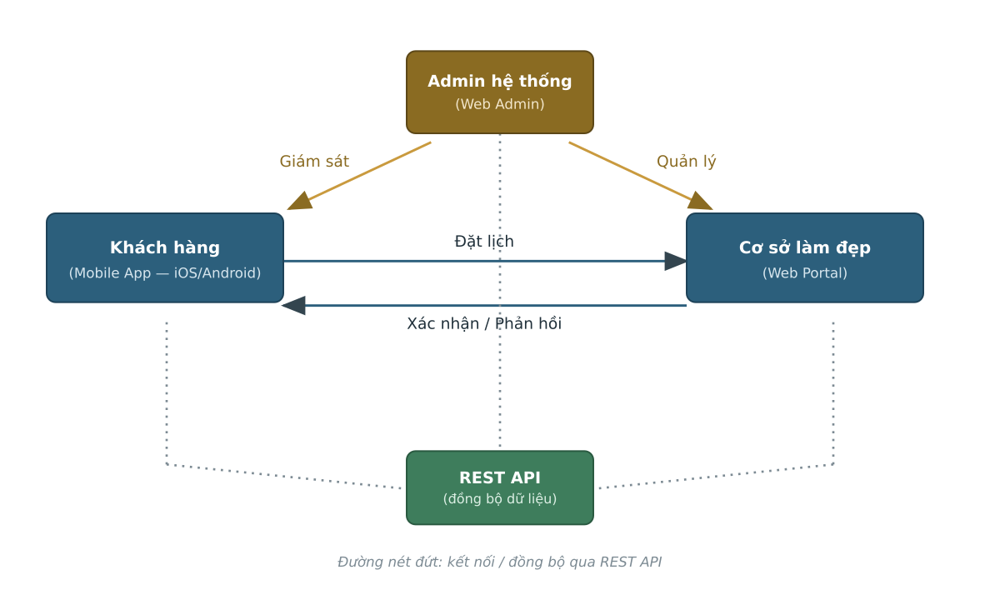 Admin hệ thống
(Web Admin)
Giám sát
Quản lý
Khách hàng
(Mobile App — iOS/Android)
Đặt lịch
Cơ sở làm đẹp
(Web Portal)
Xác nhận / Phản hồi
REST API
(đồng bộ dữ liệu)
Đường nét đứt: kết nối / đồng bộ qua REST API